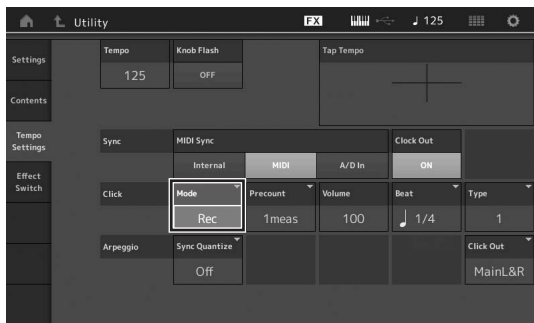 Utility FX ♩ 125
Settings
Contents
Tempo Settings
Effect Switch
Tempo
125
Knob Flash
OFF
Tap Tempo
Sync
MIDI Sync
Internal
MIDI
A/D In
Clock Out
ON
Click
Mode
Rec
Precount
1meas
Volume
100
Beat
♩ 1/4
Type
1
Arpeggio
Sync Quantize
Off
Click Out
MainL&R